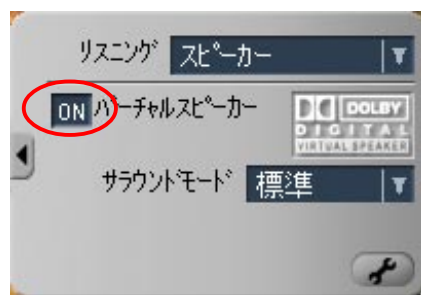 ﾘｽﾆﾝｸﾞ ｽﾋﾟｰｶｰ
ON ﾊﾞｰﾁｬﾙｽﾋﾟｰｶｰ
DOLBY
DIGITAL
VIRTUAL SPEAKER
ｻﾗｳﾝﾄﾞﾓｰﾄﾞ 標準